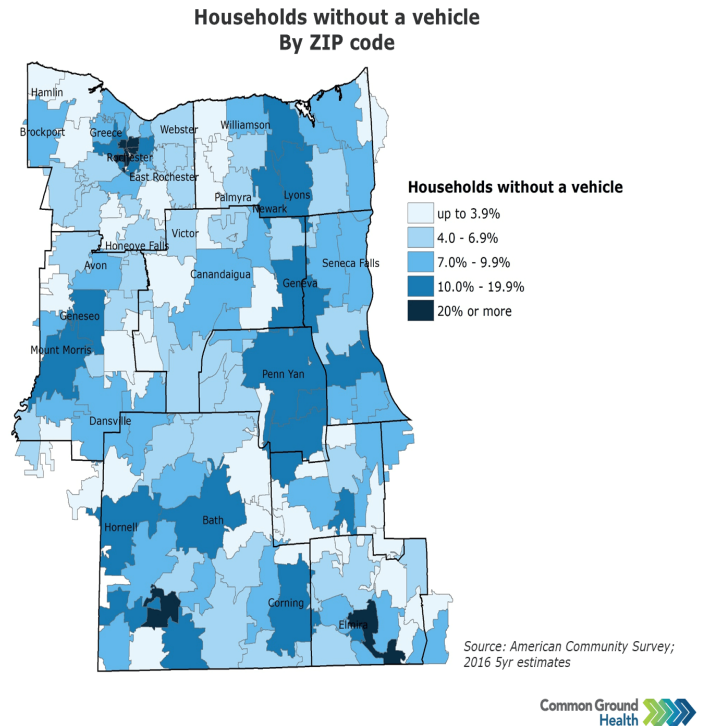 Households without a vehicle
By ZIP code
Hamlin
Brockport
Greece
Webster
Williamson
Rochester
East Rochester
Palmyra
Lyons
Newark
Victor
Honeoye Falls
Avon
Canandaigua
Geneva
Seneca Falls
Geneseo
Mount Morris
Penn Yan
Dansville
Hornell
Bath
Corning
Elmira
Households without a vehicle
up to 3.9%
4.0 - 6.9%
7.0% - 9.9%
10.0% - 19.9%
20% or more
Source: American Community Survey;
2016 5yr estimates
Common Ground
Health